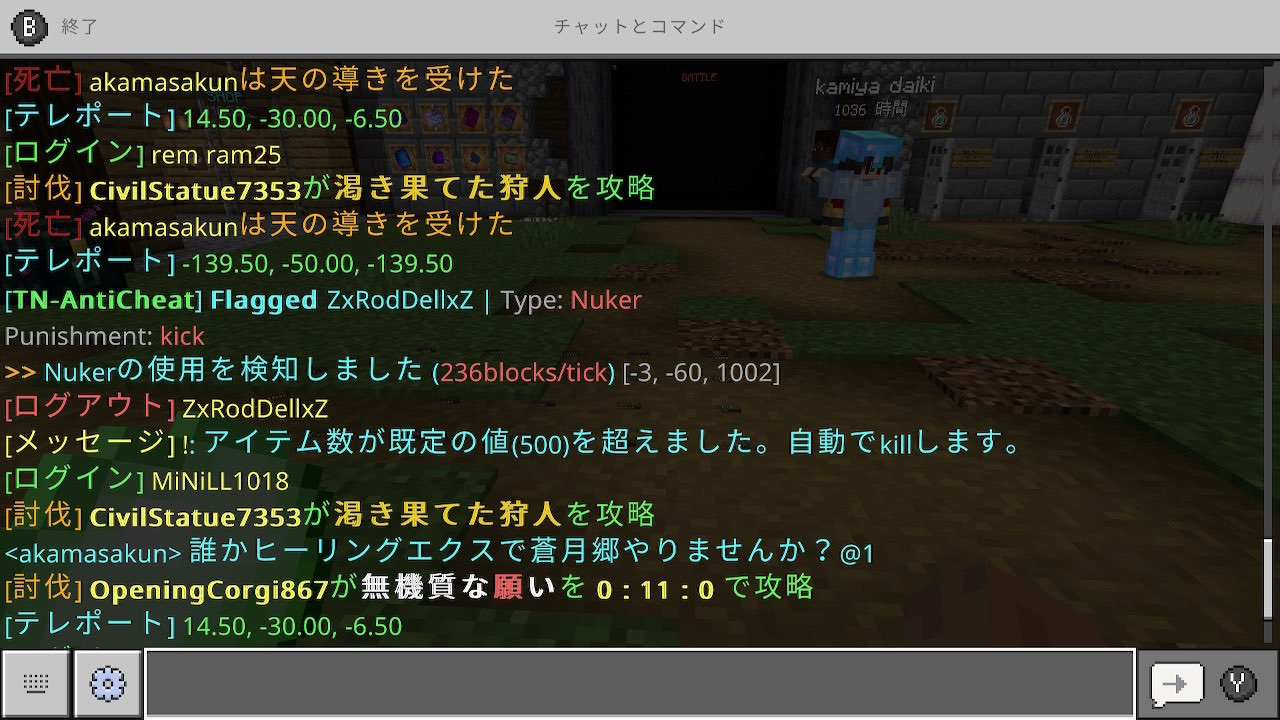 B 終了
チャットとコマンド
[死亡] akamasakunは天の導きを受けた
SHOP
BATTLE
kamiya daiki
1036 時間
[テレポート] 14.50, -30.00, -6.50
[ログイン] rem ram25
[討伐] CivilStatue7353が渇き果てた狩人を攻略
[死亡] akamasakunは天の導きを受けた
[テレポート] -139.50, -50.00, -139.50
[TN-AntiCheat] Flagged ZxRodDellxZ | Type: Nuker
Punishment: kick
>> Nukerの使用を検知しました (236blocks/tick) [-3, -60, 1002]
[ログアウト] ZxRodDellxZ
[メッセージ] !: アイテム数が既定の値(500)を超えました。自動でkillします。
[ログイン] MiNiLL1018
[討伐] CivilStatue7353が渇き果てた狩人を攻略
<akamasakun> 誰かヒーリングエクスで蒼月郷やりませんか？@1
[討伐] OpeningCorgi867が無機質な願いを 0 : 11 : 0 で攻略
[テレポート] 14.50, -30.00, -6.50
Y